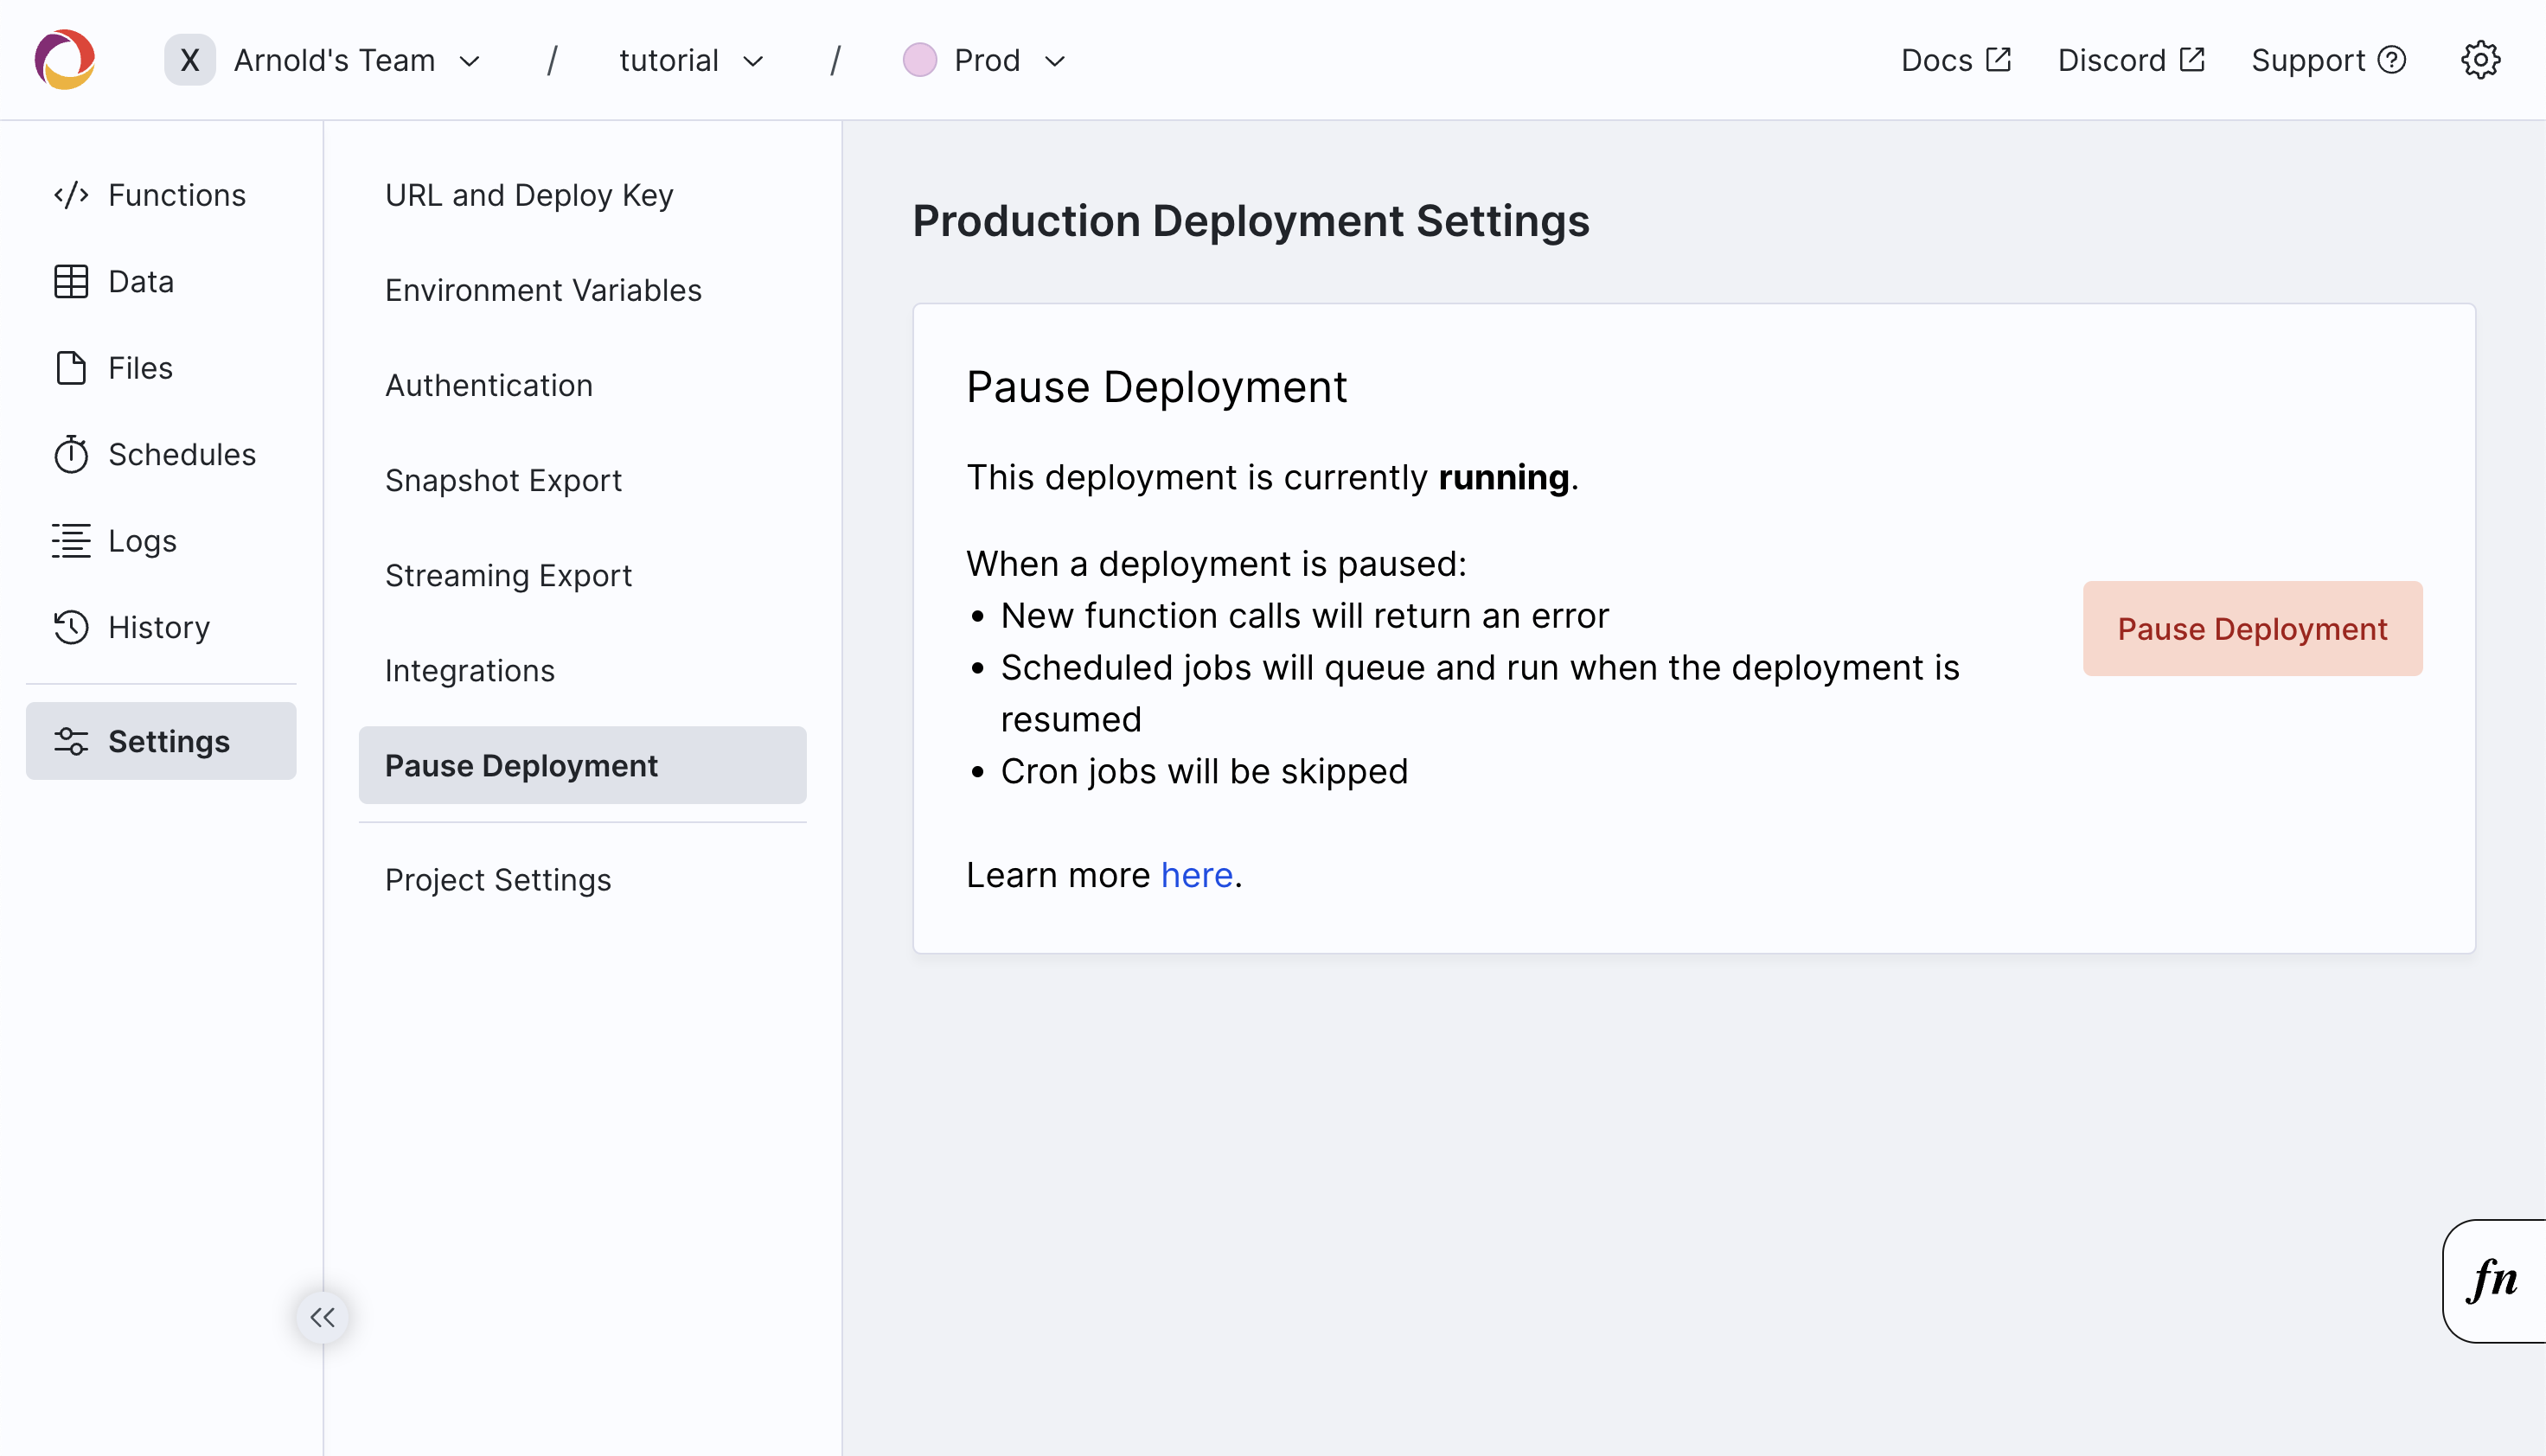 X Arnold's Team / tutorial / Prod Docs Discord Support
Functions
Data
Files
Schedules
Logs
History
Settings
URL and Deploy Key
Environment Variables
Authentication
Snapshot Export
Streaming Export
Integrations
Pause Deployment
Project Settings
Production Deployment Settings
Pause Deployment
This deployment is currently running.
When a deployment is paused:
• New function calls will return an error
• Scheduled jobs will queue and run when the deployment is
resumed
• Cron jobs will be skipped
Learn more here.
Pause Deployment
fn